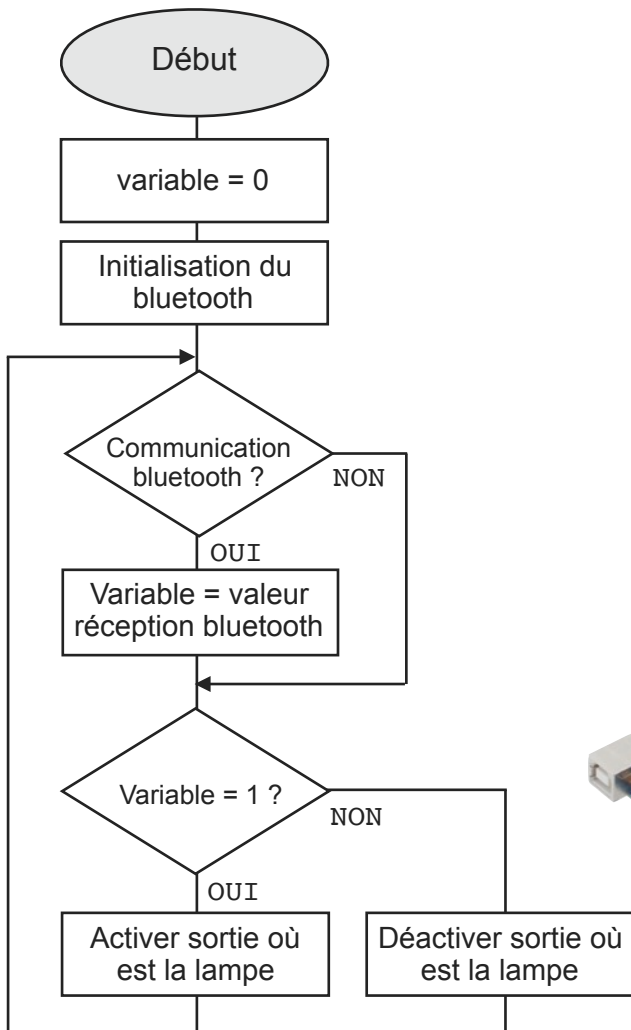 Début
variable = 0
Initialisation du
bluetooth
Communication
bluetooth ?
NON
OUI
Variable = valeur
réception bluetooth
Variable = 1 ?
NON
OUI
Activer sortie où
est la lampe
Déactiver sortie où
est la lampe